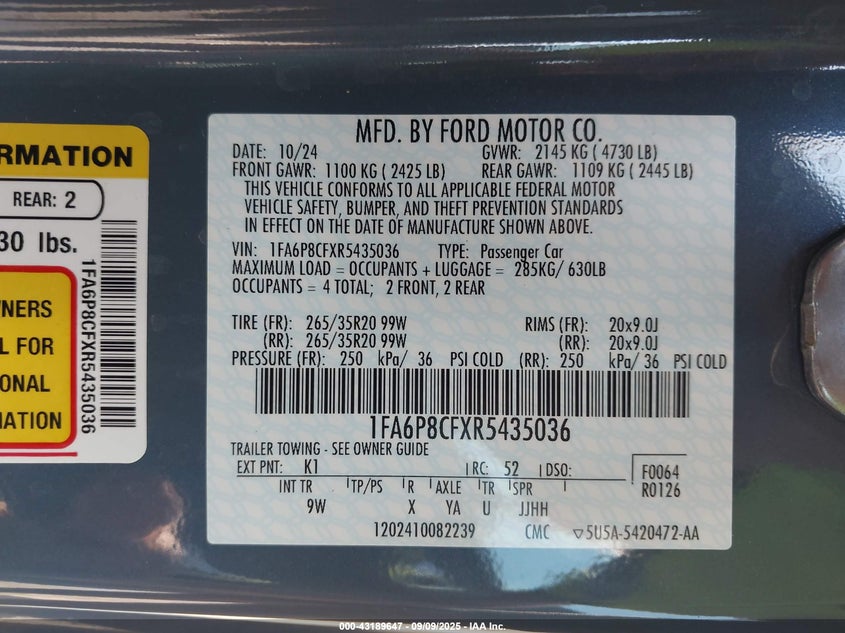 RMATION
REAR: 2
30 lbs.
NERS
L FOR
ONAL
MATION
1FA6P8CFXR5435036
MFD. BY FORD MOTOR CO.
DATE: 10/24 GVWR: 2145 KG ( 4730 LB)
FRONT GAWR: 1100 KG ( 2425 LB) REAR GAWR: 1109 KG ( 2445 LB)
THIS VEHICLE CONFORMS TO ALL APPLICABLE FEDERAL MOTOR
VEHICLE SAFETY, BUMPER, AND THEFT PREVENTION STANDARDS
IN EFFECT ON THE DATE OF MANUFACTURE SHOWN ABOVE.
VIN: 1FA6P8CFXR5435036 TYPE: Passenger Car
MAXIMUM LOAD = OCCUPANTS + LUGGAGE = 285KG/ 630LB
OCCUPANTS = 4 TOTAL; 2 FRONT, 2 REAR
TIRE (FR): 265/35R20 99W RIMS (FR): 20x9.0J
(RR): 265/35R20 99W (RR): 20x9.0J
PRESSURE (FR): 250 kPa/ 36 PSI COLD (RR): 250 kPa/ 36 PSI COLD
1FA6P8CFXR5435036
TRAILER TOWING - SEE OWNER GUIDE
EXT PNT: K1 RC: 52 DSO: F0064
R0126
INT TR TP/PS R AXLE TR SPR
9W X YA U JJHH
1202410082239 CMC ▽5U5A-5420472-AA
000-43189647 - 09/09/2025 - IAA Inc.